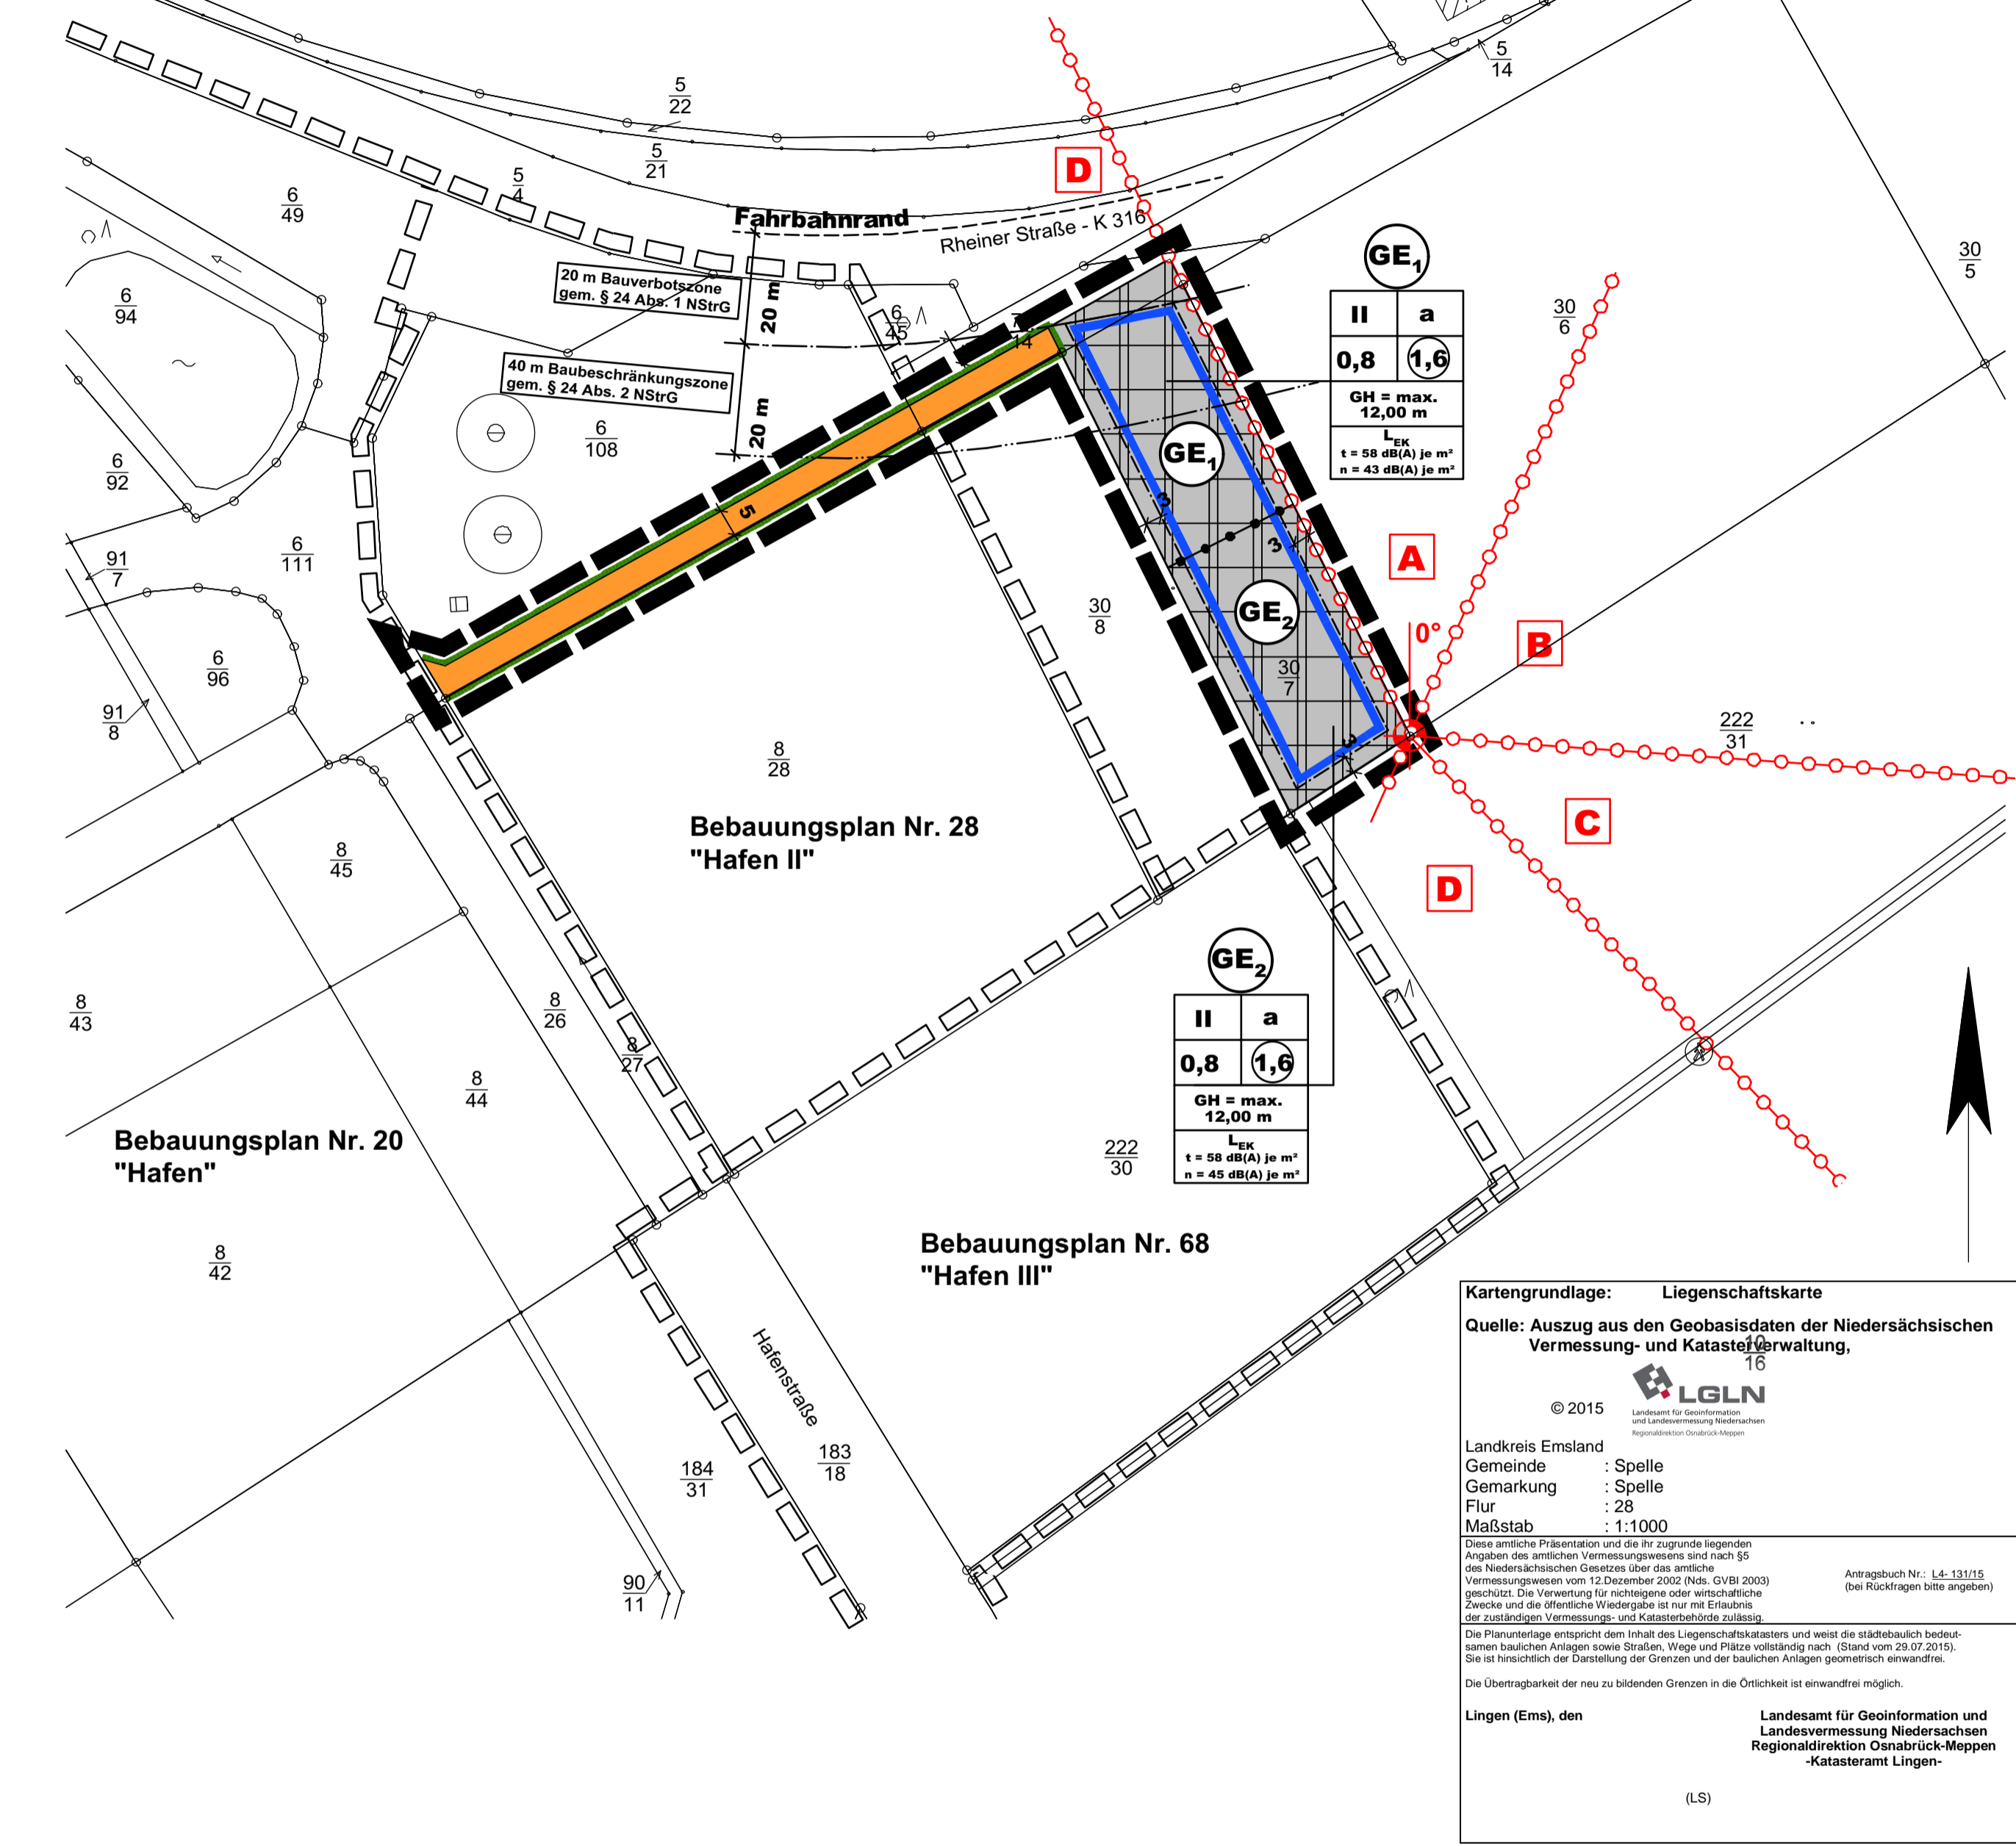 5
14
5
22
5
21
5
4
D
6
49
Fahrbahnrand
Rheiner Straße - K 316
GE1
II a
0,8 1,6
GH = max.
12,00 m
LEK
t = 58 dB(A) je m²
n = 43 dB(A) je m²
30
5
30
6
6
94
20 m Bauverbotszone
gem. § 24 Abs. 1 NStrG
20 m
6
45
14
40 m Baubeschränkungszone
gem. § 24 Abs. 2 NStrG
20 m
6
108
6
92
GE1
3
5
3
A
91
7
6
111
30
8
GE2
0°
B
6
96
30
7
91
8
3
222
31
8
28
Bebauungsplan Nr. 28
"Hafen II"
C
8
45
D
GE2
II a
0,8 1,6
GH = max.
12,00 m
LEK
t = 58 dB(A) je m²
n = 45 dB(A) je m²
8
43
8
26
8
27
8
44
Bebauungsplan Nr. 20
"Hafen"
222
30
8
42
Bebauungsplan Nr. 68
"Hafen III"
Hafenstraße
184
31
183
18
90
11
Kartengrundlage: Liegenschaftskarte
Quelle: Auszug aus den Geobasisdaten der Niedersächsischen
Vermessung- und Katasterverwaltung,
10
16
LGLN
© 2015
Landesamt für Geoinformation
und Landesvermessung Niedersachsen
Regionaldirektion Osnabrück-Meppen
Landkreis Emsland
Gemeinde : Spelle
Gemarkung : Spelle
Flur : 28
Maßstab : 1:1000
Diese amtliche Präsentation und die ihr zugrunde liegenden
Angaben des amtlichen Vermessungswesens sind nach §5
des Niedersächsischen Gesetzes über das amtliche
Vermessungswesen vom 12.Dezember 2002 (Nds. GVBl 2003)
geschützt. Die Verwertung für nichteigene oder wirtschaftliche
Zwecke und die öffentliche Wiedergabe ist nur mit Erlaubnis
der zuständigen Vermessungs- und Katasterbehörde zulässig.
Antragsbuch Nr.: L4- 131/15
(bei Rückfragen bitte angeben)
Die Planunterlage entspricht dem Inhalt des Liegenschaftskatasters und weist die städtebaulich bedeut-
samen baulichen Anlagen sowie Straßen, Wege und Plätze vollständig nach (Stand vom 29.07.2015).
Sie ist hinsichtlich der Darstellung der Grenzen und der baulichen Anlagen geometrisch einwandfrei.
Die Übertragbarkeit der neu zu bildenden Grenzen in die Örtlichkeit ist einwandfrei möglich.
Lingen (Ems), den
Landesamt für Geoinformation und
Landesvermessung Niedersachsen
Regionaldirektion Osnabrück-Meppen
-Katasteramt Lingen-
(LS)